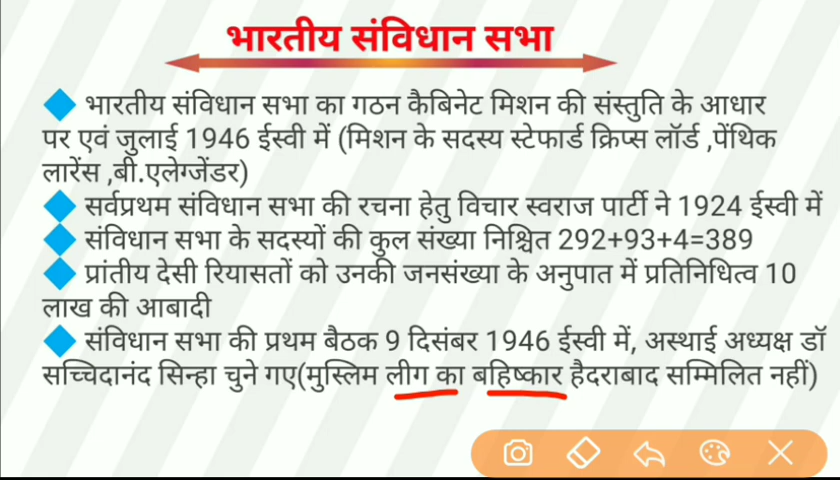 भारतीय संविधान सभा
भारतीय संविधान सभा का गठन कैबिनेट मिशन की संस्तुति के आधार
पर एवं जुलाई 1946 ईस्वी में (मिशन के सदस्य स्टेफार्ड क्रिप्स लॉर्ड ,पेंथिक
लारेंस ,बी.एलेग्जेंडर)
सर्वप्रथम संविधान सभा की रचना हेतु विचार स्वराज पार्टी ने 1924 ईस्वी में
संविधान सभा के सदस्यों की कुल संख्या निश्चित 292+93+4=389
प्रांतीय देसी रियासतों को उनकी जनसंख्या के अनुपात में प्रतिनिधित्व 10
लाख की आबादी
संविधान सभा की प्रथम बैठक 9 दिसंबर 1946 ईस्वी में, अस्थाई अध्यक्ष डॉ
सच्चिदानंद सिन्हा चुने गए(मुस्लिम लीग का बहिष्कार हैदराबाद सम्मिलित नहीं)